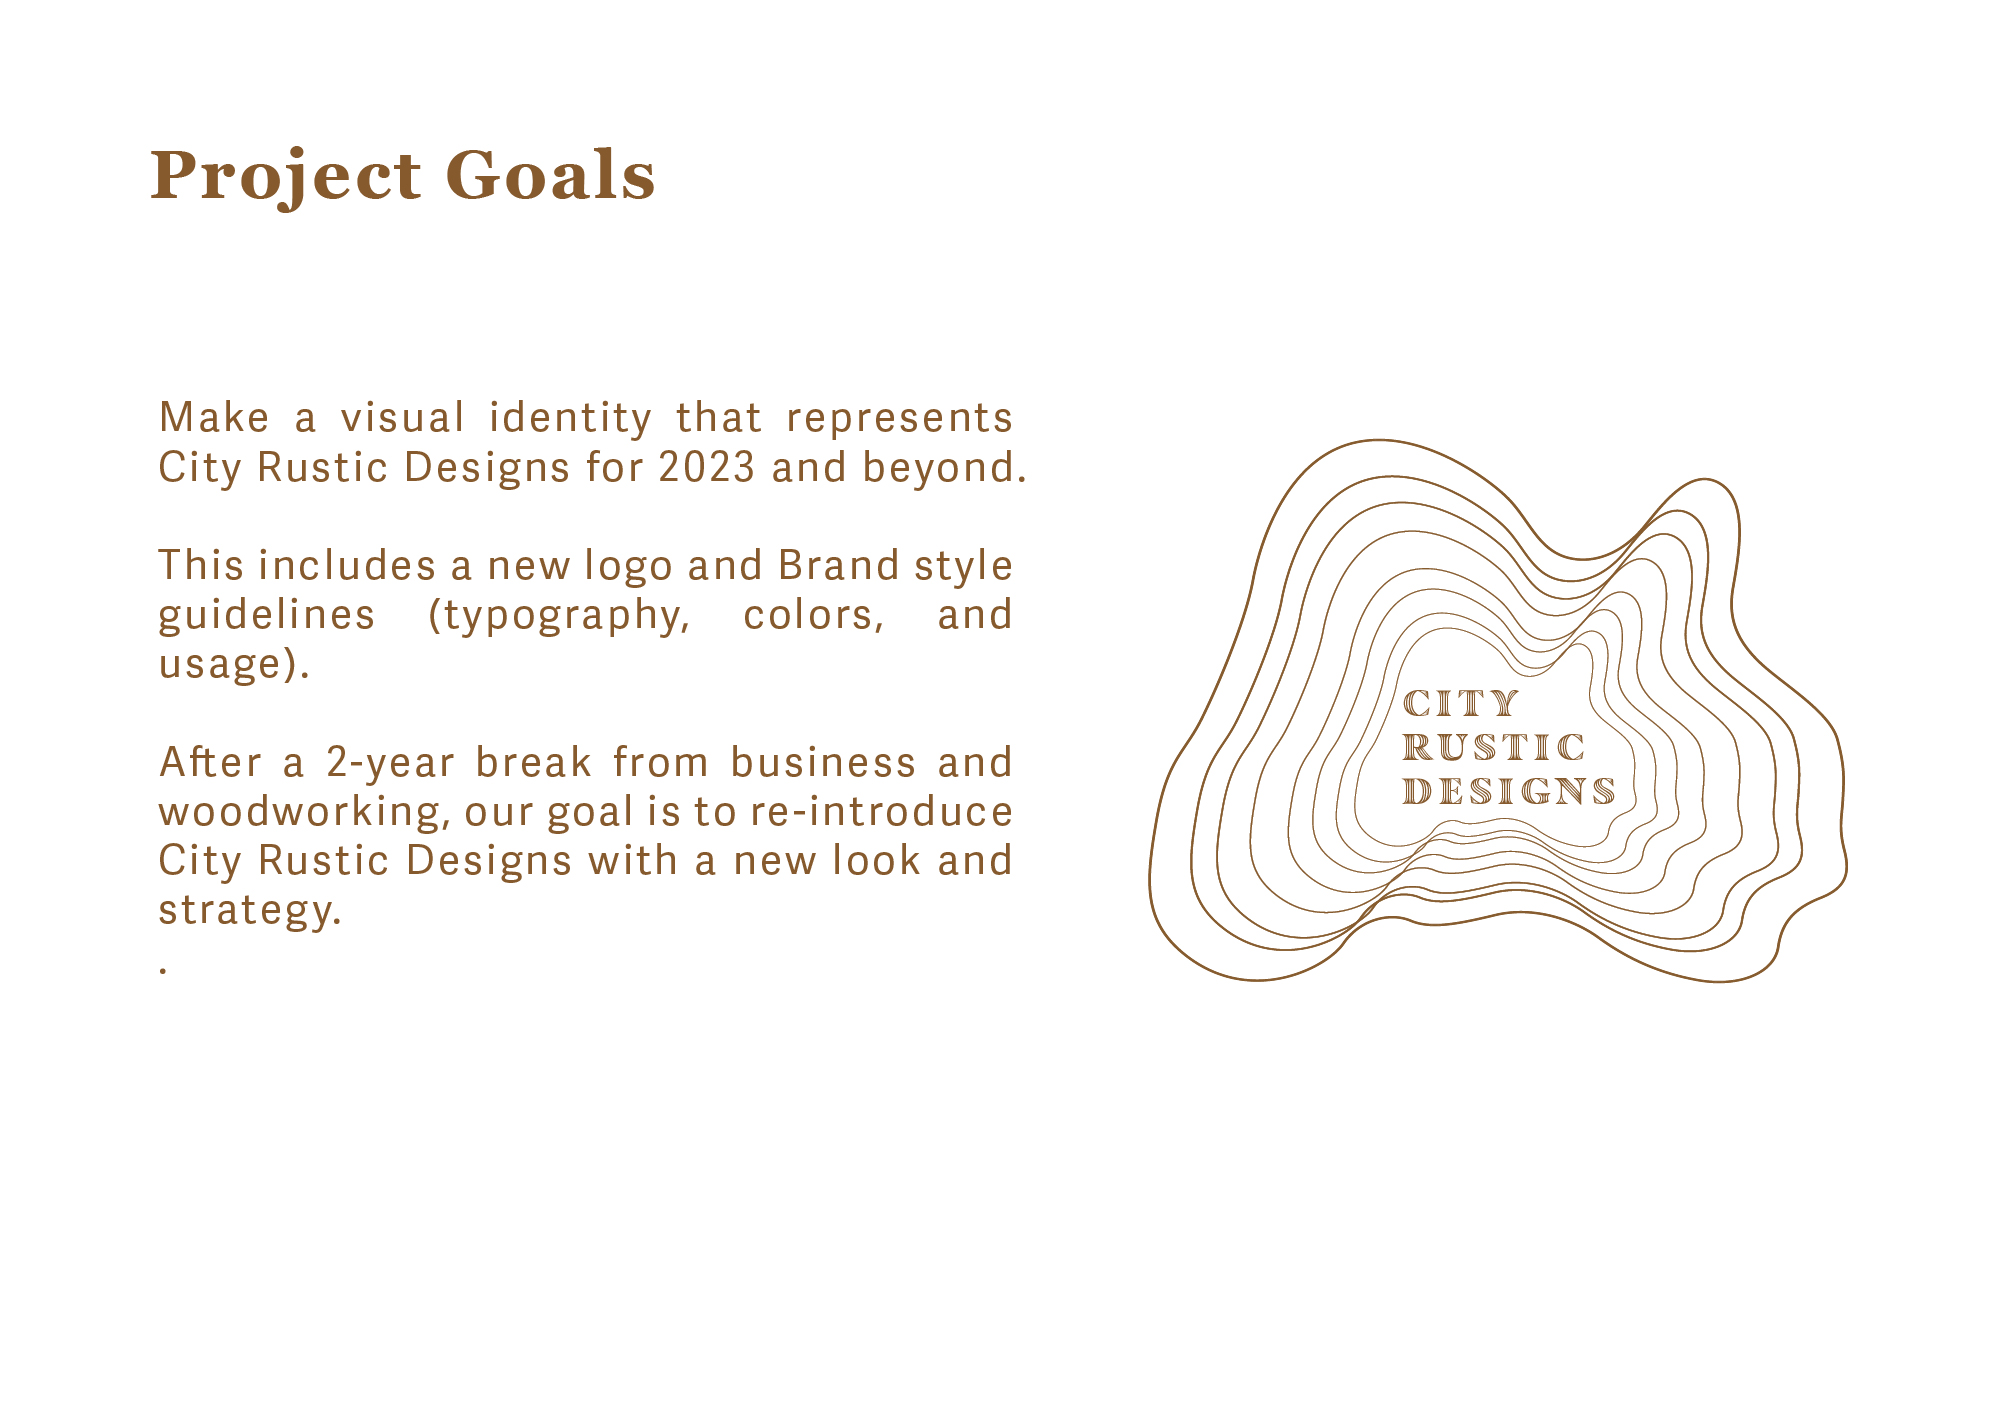 Project Goals
Make a visual identity that represents
City Rustic Designs for 2023 and beyond.
This includes a new logo and Brand style
guidelines (typography, colors, and
usage).
After a 2-year break from business and
woodworking, our goal is to re-introduce
City Rustic Designs with a new look and
strategy.
.
CITY
RUSTIC
DESIGNS